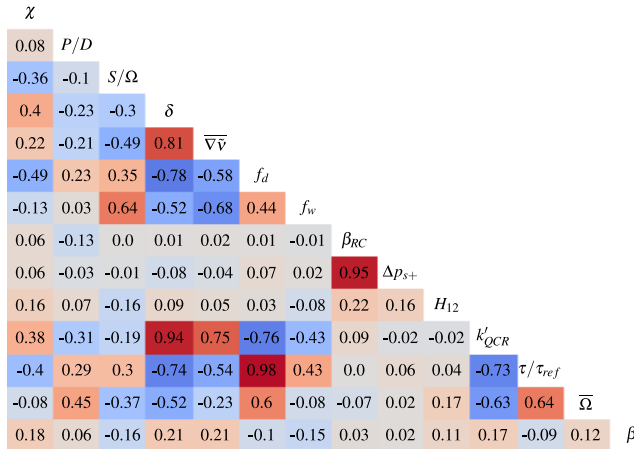 χ
0.08 P/D
-0.36 -0.1 S/Ω
0.4 -0.23 -0.3 δ
0.22 -0.21 -0.49 0.81 ∇ν̃
-0.49 0.23 0.35 -0.78 -0.58 f_d
-0.13 0.03 0.64 -0.52 -0.68 0.44 f_w
0.06 -0.13 0.0 0.01 0.02 0.01 -0.01 β_RC
0.06 -0.03 -0.01 -0.08 -0.04 0.07 0.02 0.95 Δp_s+
0.16 0.07 -0.16 0.09 0.05 0.03 -0.08 0.22 0.16 H_12
0.38 -0.31 -0.19 0.94 0.75 -0.76 -0.43 0.09 -0.02 -0.02 k′_QCR
-0.4 0.29 0.3 -0.74 -0.54 0.98 0.43 0.0 0.06 0.04 -0.73 τ/τ_ref
-0.08 0.45 -0.37 -0.52 -0.23 0.6 -0.08 -0.07 0.02 0.17 -0.63 0.64 Ω̅
0.18 0.06 -0.16 0.21 0.21 -0.1 -0.15 0.03 0.02 0.11 0.17 -0.09 0.12 β